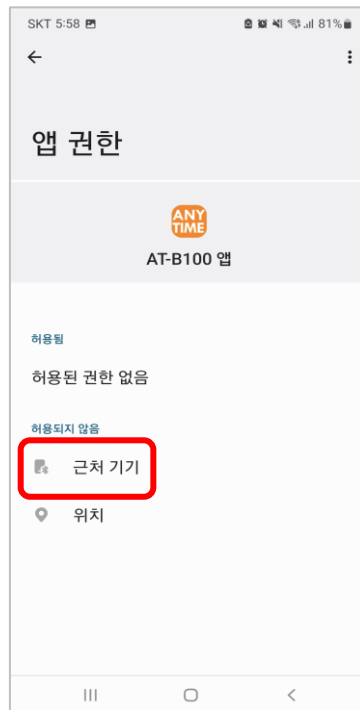 SKT 5:58 81%
앱 권한
ANY
TIME
AT-B100 앱
허용됨
허용된 권한 없음
허용되지 않음
근처 기기
위치